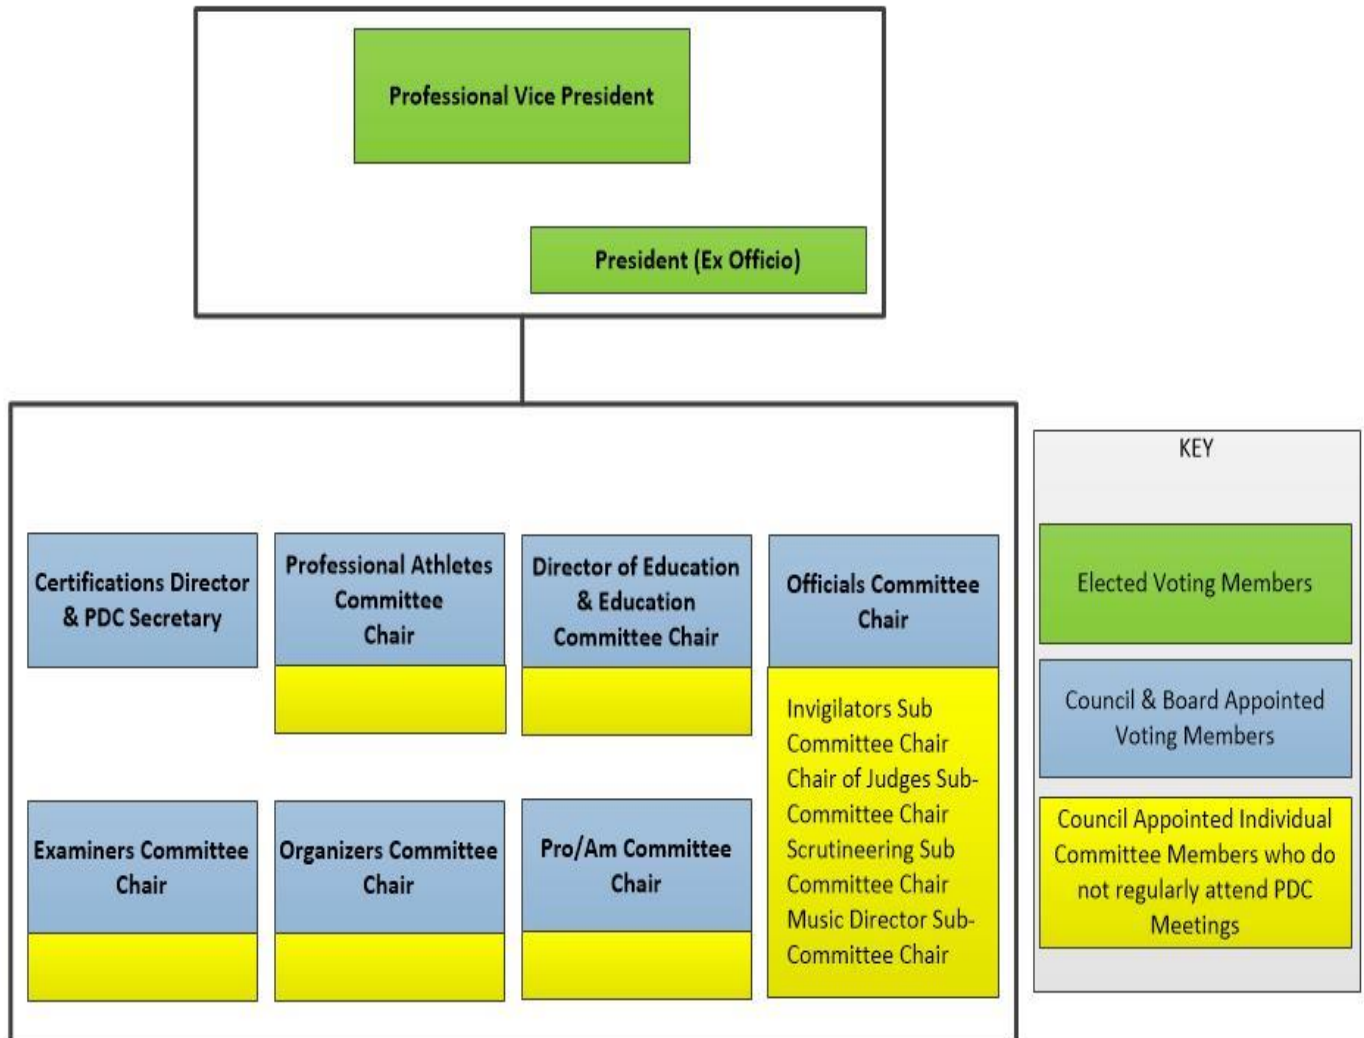 Professional Vice President
President (Ex Officio)
Certifications Director
& PDC Secretary
Professional Athletes
Committee
Chair
Director of Education
& Education
Committee Chair
Officials Committee
Chair
Invigilators Sub
Committee Chair
Chair of Judges Sub-
Committee Chair
Scrutineering Sub
Committee Chair
Music Director Sub-
Committee Chair
Examiners Committee
Chair
Organizers Committee
Chair
Pro/Am Committee
Chair
KEY
Elected Voting Members
Council & Board Appointed
Voting Members
Council Appointed Individual
Committee Members who do
not regularly attend PDC
Meetings